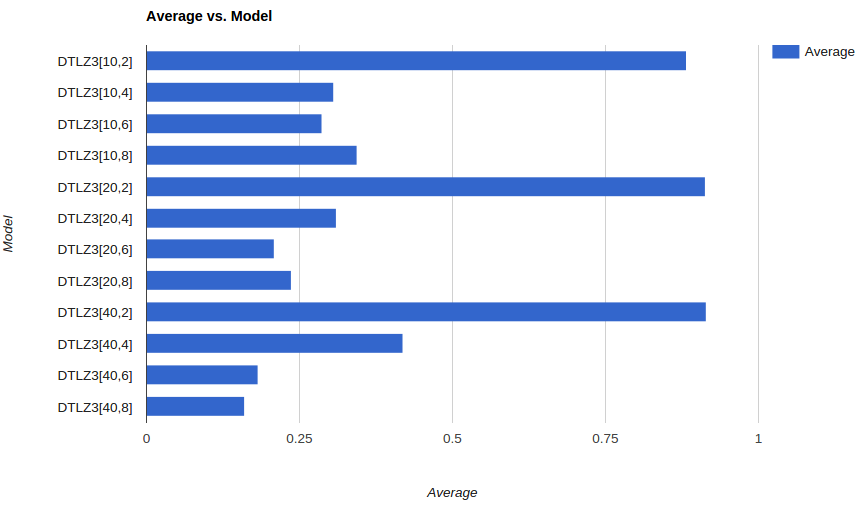 Average vs. Model
Average
DTLZ3[10,2]
DTLZ3[10,4]
DTLZ3[10,6]
DTLZ3[10,8]
DTLZ3[20,2]
DTLZ3[20,4]
DTLZ3[20,6]
DTLZ3[20,8]
DTLZ3[40,2]
DTLZ3[40,4]
DTLZ3[40,6]
DTLZ3[40,8]
Model
0 0.25 0.5 0.75 1
Average